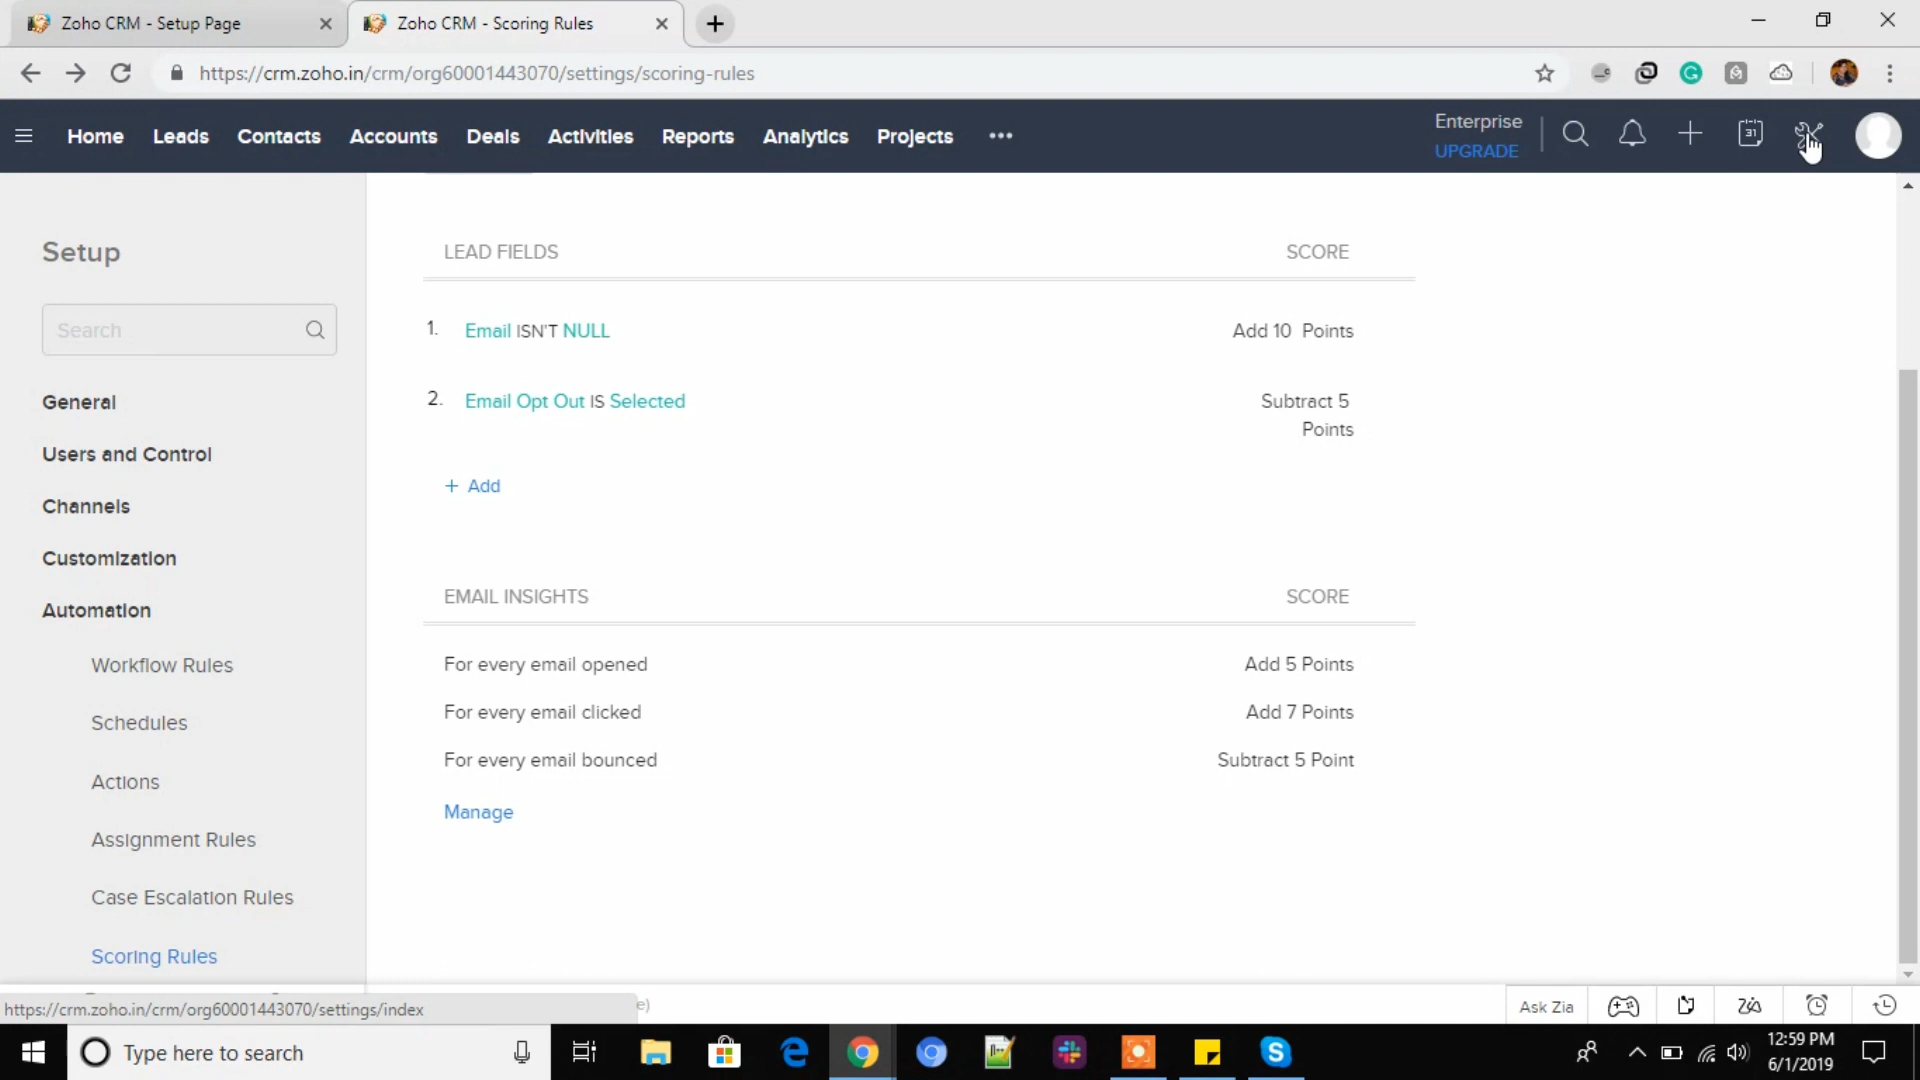 Zoho CRM - Setup Page
Zoho CRM - Scoring Rules
https://crm.zoho.in/crm/org60001443070/settings/scoring-rules
Home Leads Contacts Accounts Deals Activities Reports Analytics Projects •••
Enterprise
UPGRADE
31
Setup
Search
General
Users and Control
Channels
Customization
Automation
Workflow Rules
Schedules
Actions
Assignment Rules
Case Escalation Rules
Scoring Rules
LEAD FIELDS SCORE
1. Email ISN'T NULL Add 10 Points
2. Email Opt Out IS Selected Subtract 5
Points
+ Add
EMAIL INSIGHTS SCORE
For every email opened Add 5 Points
For every email clicked Add 7 Points
For every email bounced Subtract 5 Point
Manage
https://crm.zoho.in/crm/org60001443070/settings/index
Ask Zia
Type here to search
12:59 PM
6/1/2019